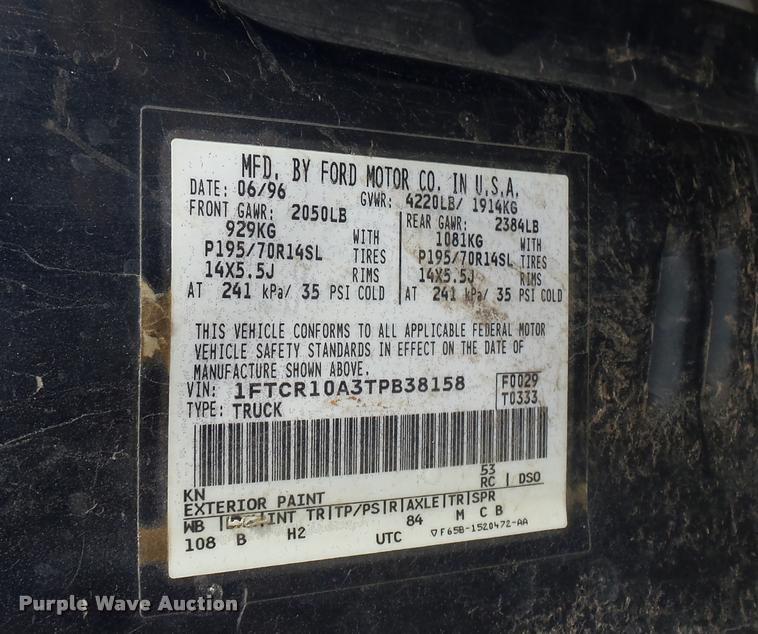 MFD. BY FORD MOTOR CO. IN U.S.A.
DATE: 06/96 GVWR: 4220LB/ 1914KG
FRONT GAWR: 2050LB REAR GAWR: 2384LB
929KG WITH 1081KG WITH
P195/70R14SL TIRES P195/70R14SL TIRES
14X5.5J RIMS 14X5.5J RIMS
AT 241 kPa/ 35 PSI COLD AT 241 kPa/ 35 PSI COLD
THIS VEHICLE CONFORMS TO ALL APPLICABLE FEDERAL MOTOR
VEHICLE SAFETY STANDARDS IN EFFECT ON THE DATE OF
MANUFACTURE SHOWN ABOVE.
VIN: 1FTCR10A3TPB38158 F0029
TYPE: TRUCK T0333
53
KN RC | DSO
EXTERIOR PAINT
WB | INT TR|TP/PS|R|AXLE|TR|SPR
108 B H2 84 M C B
UTC ▽F65B-1520472-AA
Purple Wave Auction